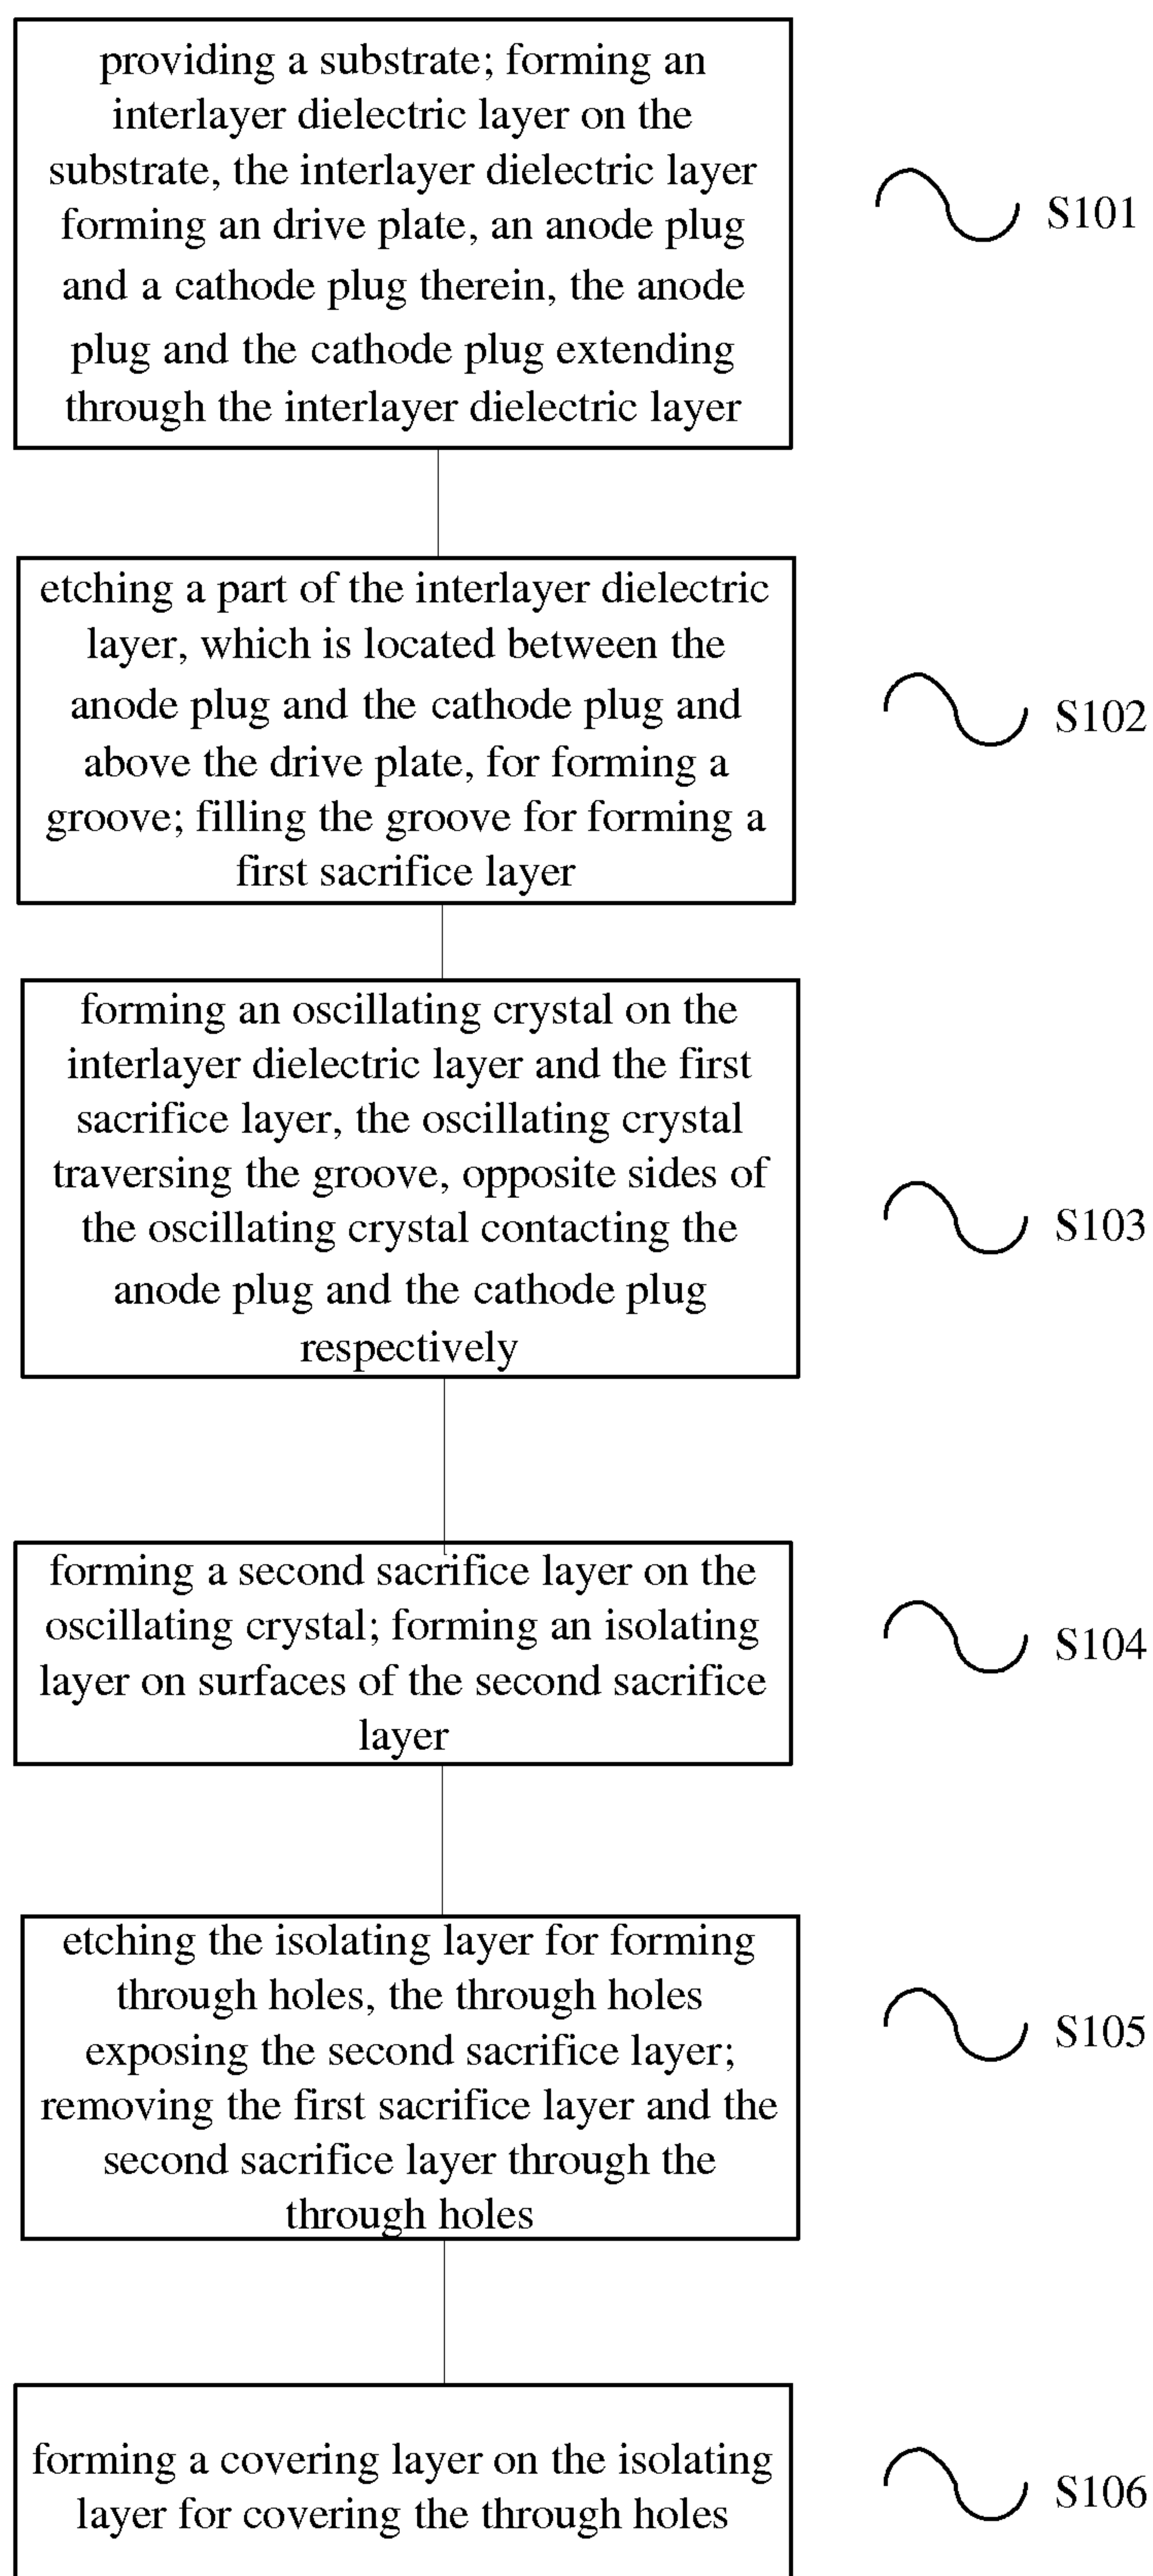 providing a substrate; forming an
interlayer dielectric layer on the
substrate, the interlayer dielectric layer
forming an drive plate, an anode plug
and a cathode plug therein, the anode
plug and the cathode plug extending
through the interlayer dielectric layer
S101
etching a part of the interlayer dielectric
layer, which is located between the
anode plug and the cathode plug and
above the drive plate, for forming a
groove; filling the groove for forming a
first sacrifice layer
S102
forming an oscillating crystal on the
interlayer dielectric layer and the first
sacrifice layer, the oscillating crystal
traversing the groove, opposite sides of
the oscillating crystal contacting the
anode plug and the cathode plug
respectively
S103
forming a second sacrifice layer on the
oscillating crystal; forming an isolating
layer on surfaces of the second sacrifice
layer
S104
etching the isolating layer for forming
through holes, the through holes
exposing the second sacrifice layer;
removing the first sacrifice layer and the
second sacrifice layer through the
through holes
S105
forming a covering layer on the isolating
layer for covering the through holes
S106